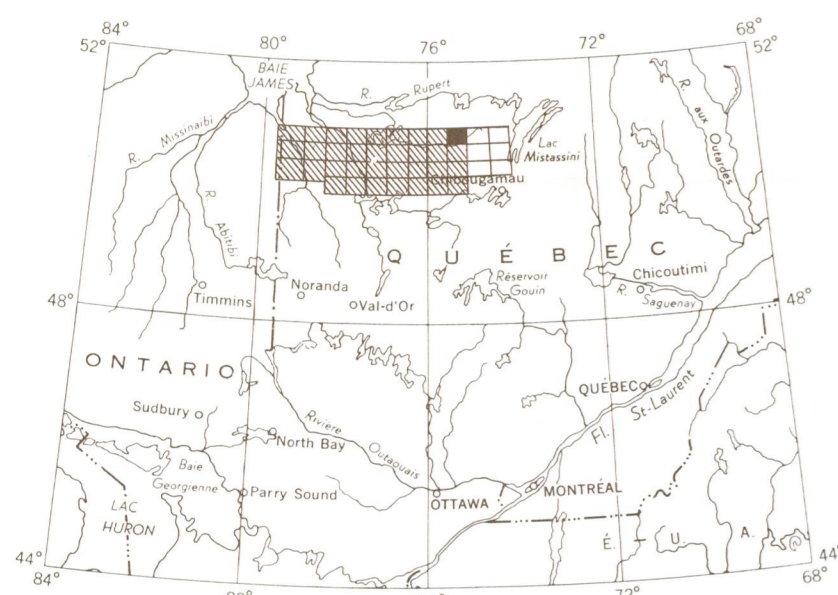 84°
80°
76°
72°
68°
52°
52°
BAIE
JAMES
R. Rupert
R. Missinaibi
R. aux Outardes
Lac
Mistassini
Chibougamau
R. Abitibi
QUÉBEC
Chicoutimi
Réservoir
Gouin
R. Saguenay
Noranda
Timmins
Val-d'Or
48°
48°
ONTARIO
QUÉBEC
Fl. St-Laurent
Sudbury
North Bay
Rivière Outaouais
Baie
Georgienne
Parry Sound
OTTAWA
MONTRÉAL
LAC
HURON
É.-U.A.
44°
44°
84°
72°
68°